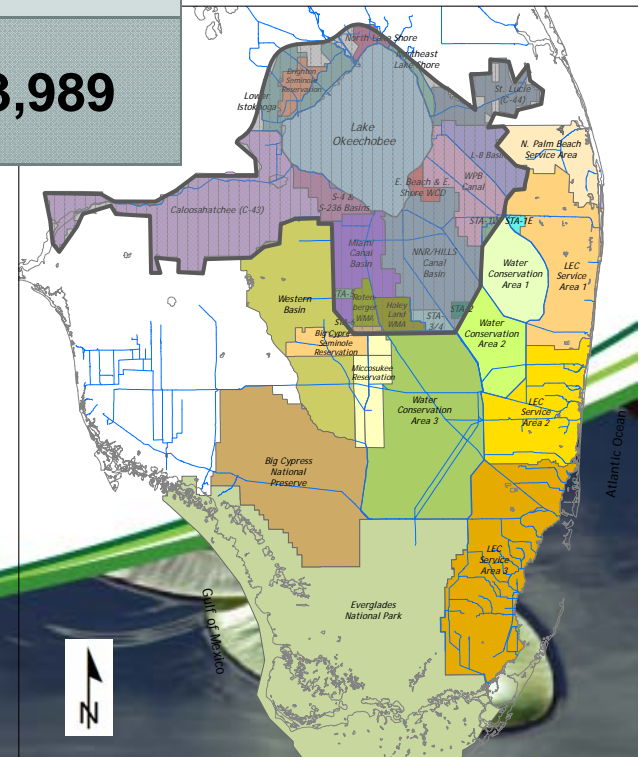 3,989
North Lake Shore
Northeast
Lake Shore
Brighton
Seminole
Reservation
Lower
Istokpoga
St. Lucie
(C-44)
Lake
Okeechobee
N. Palm Beach
Service Area
L-8 Basin
WPB
Canal
E. Beach & E.
Shore WCD
S-4 &
S-236 Basins
Caloosahatchee (C-43)
STA-1E
Miami
Canal
Basin
NNR/HILLS
Canal
Basin
Water
Conservation
Area 1
LEC
Service
Area 1
Western
Basin
Roten-
berger
WMA
Holey
Land
WMA
STA-
3/4
STA-2
Water
Conservation
Area 2
Seminole
Reservation
Miccosukee
Reservation
Water
Conservation
Area 3
LEC
Service
Area 2
Atlantic Ocean
Big Cypress
National
Preserve
LEC
Service
Area 3
Everglades
National Park
Gulf of Mexico
N